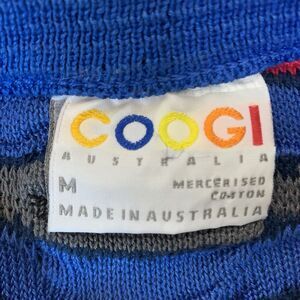 COOGI
AUSTRALIA
M MERCERISED
COTTON
MADE IN AUSTRALIA